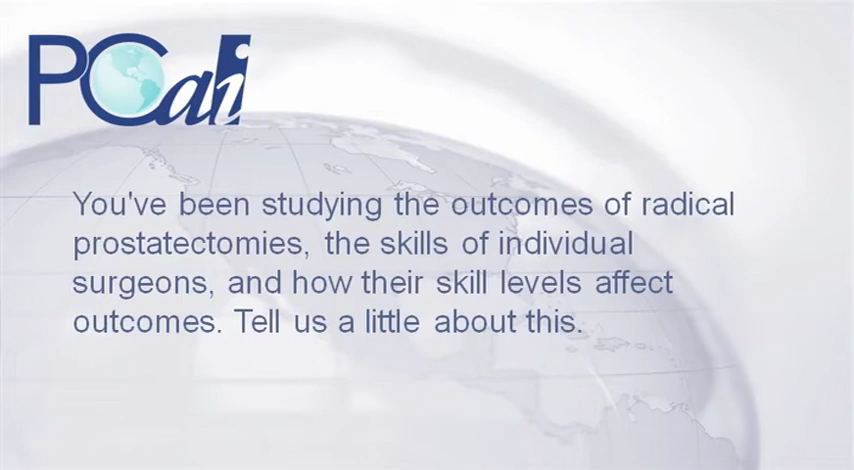 PCai
You've been studying the outcomes of radical
prostatectomies, the skills of individual
surgeons, and how their skill levels affect
outcomes. Tell us a little about this.